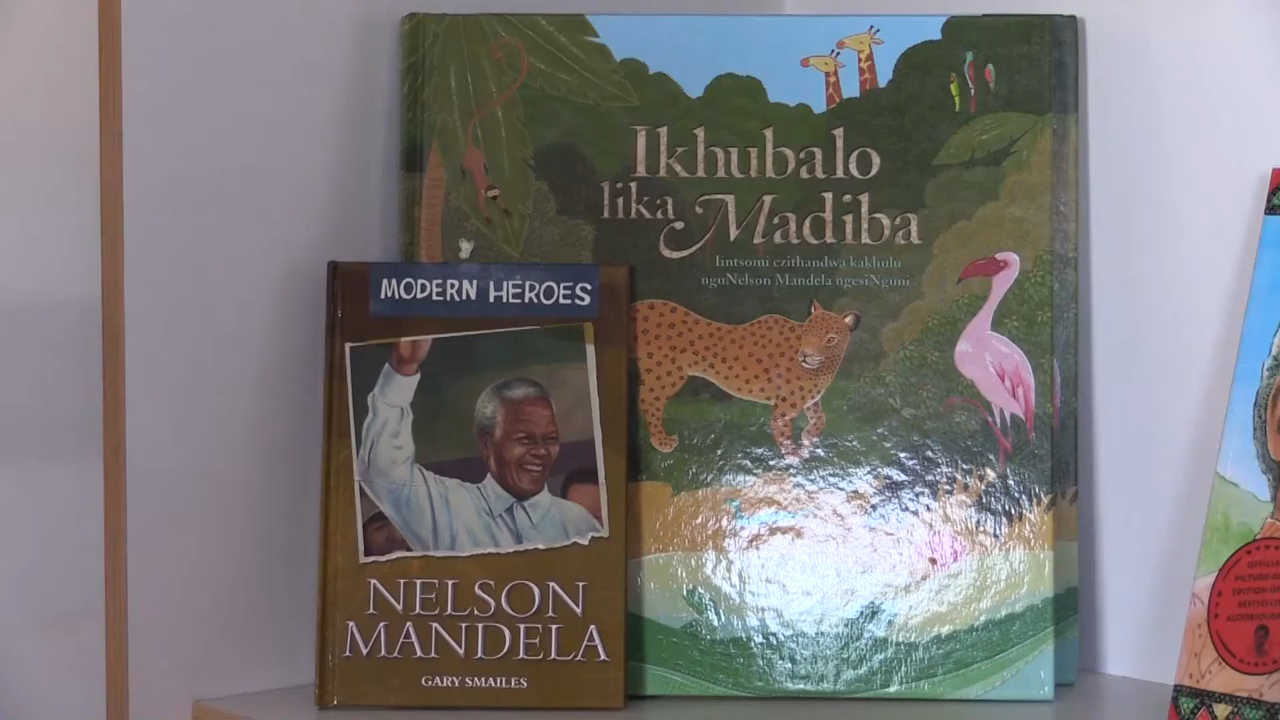 Ikhubalo
lika Madiba
Iintsomi ezithandwa kakhulu
nguNelson Mandela ngesiNguni
MODERN HEROES
NELSON
MANDELA
GARY SMAILES